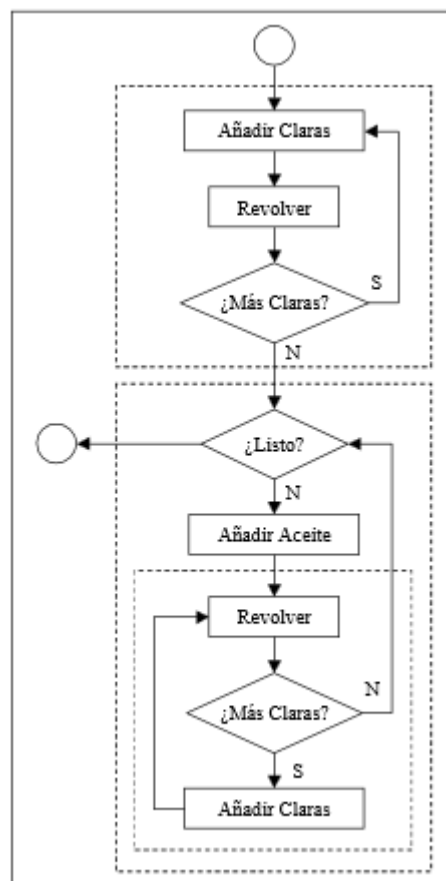 Añadir Claras
Revolver
¿Más Claras?
S
N
¿Listo?
N
Añadir Aceite
Revolver
¿Más Claras?
N
S
Añadir Claras